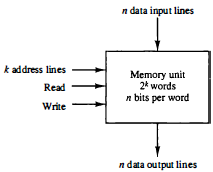 n data input lines
k address lines
Read
Write
Memory unit
2ᵏ words
n bits per word
n data output lines